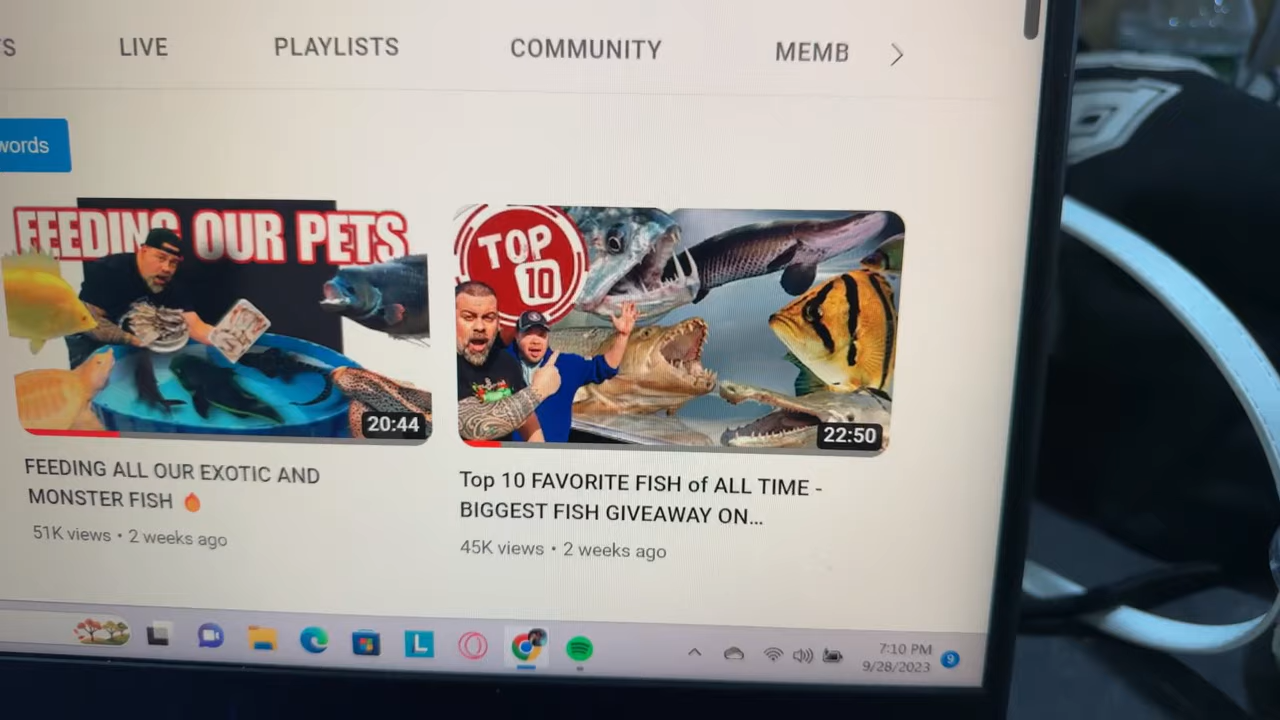 S
LIVE
PLAYLISTS
COMMUNITY
MEMB
words
FEEDING OUR PETS
20:44
FEEDING ALL OUR EXOTIC AND
MONSTER FISH 🔥
51K views • 2 weeks ago
TOP
10
22:50
Top 10 FAVORITE FISH of ALL TIME -
BIGGEST FISH GIVEAWAY ON...
45K views • 2 weeks ago
L
7:10 PM
9/28/2023
9